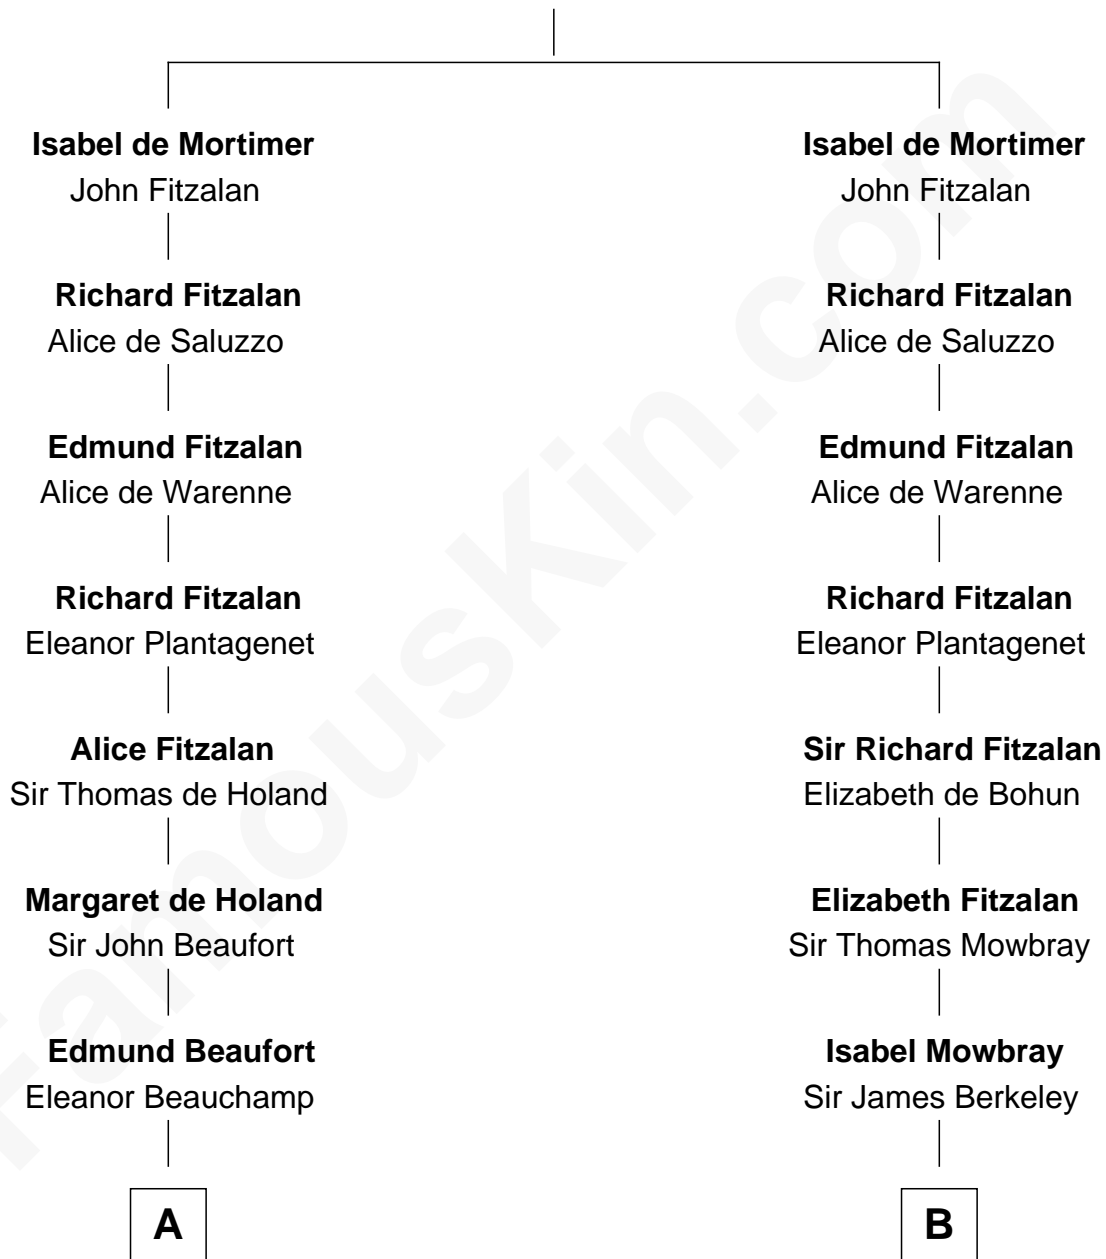 Isabel de Mortimer
John Fitzalan
Richard Fitzalan
Alice de Saluzzo
Edmund Fitzalan
Alice de Warenne
Richard Fitzalan
Eleanor Plantagenet
Alice Fitzalan
Sir Thomas de Holand
Margaret de Holand
Sir John Beaufort
Edmund Beaufort
Eleanor Beauchamp
A
Isabel de Mortimer
John Fitzalan
Richard Fitzalan
Alice de Saluzzo
Edmund Fitzalan
Alice de Warenne
Richard Fitzalan
Eleanor Plantagenet
Sir Richard Fitzalan
Elizabeth de Bohun
Elizabeth Fitzalan
Sir Thomas Mowbray
Isabel Mowbray
Sir James Berkeley
B
FamousKin.com